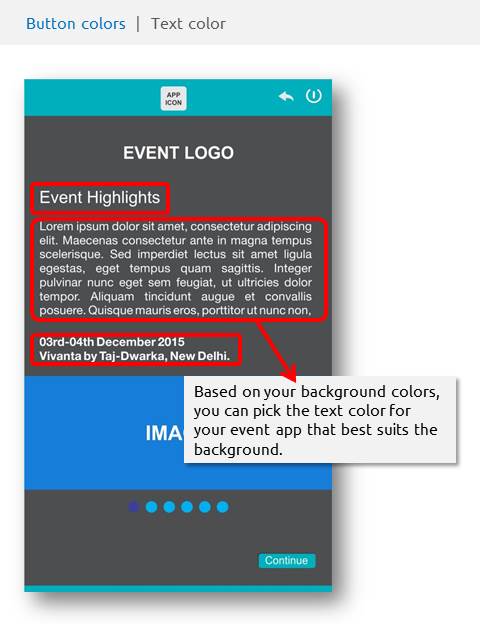 Button colors | Text color
APP
ICON
EVENT LOGO
Event Highlights
Lorem ipsum dolor sit amet, consectetur adipiscing
elit. Maecenas consectetur ante in magna tempus
scelerisque. Sed imperdiet lectus sit amet ligula
egestas, eget tempus quam sagittis. Integer
pulvinar nunc eget sem feugiat, ut ultricies dolor
tempor. Aliquam tincidunt augue et convallis
posuere. Quisque mauris eros, porttitor ut nunc non,
03rd-04th December 2015
Vivanta by Taj-Dwarka, New Delhi.
Based on your background colors,
you can pick the text color for
your event app that best suits the
background.
Continue